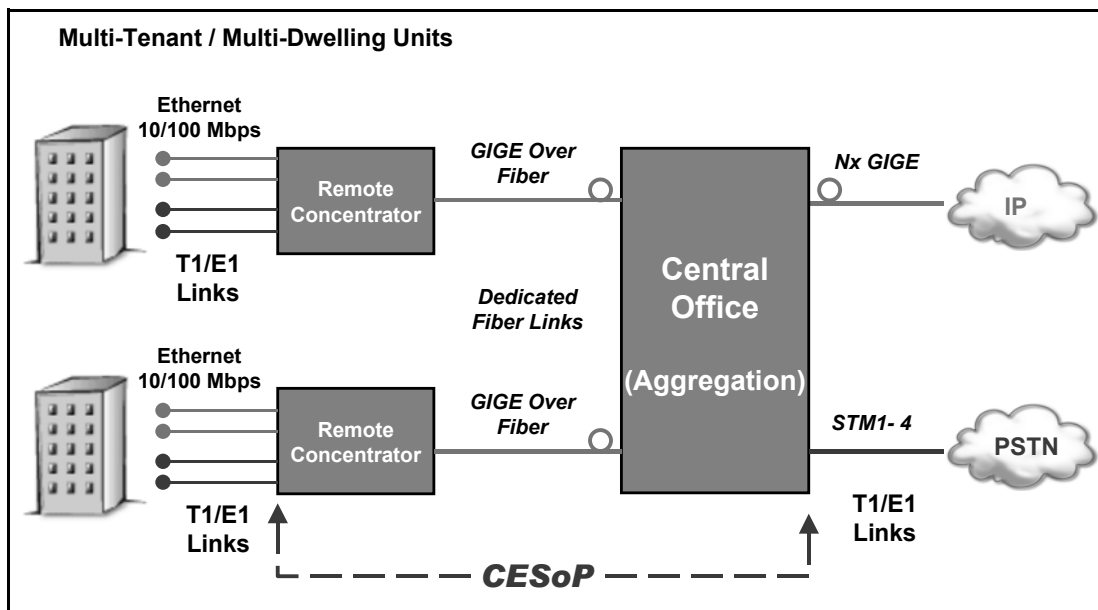 Multi-Tenant / Multi-Dwelling Units
Ethernet
10/100 Mbps
Remote
Concentrator
T1/E1
Links
GIGE Over
Fiber
Dedicated
Fiber Links
Central
Office
(Aggregation)
Nx GIGE
IP
Ethernet
10/100 Mbps
Remote
Concentrator
T1/E1
Links
GIGE Over
Fiber
STM1- 4
PSTN
T1/E1
Links
CESoP